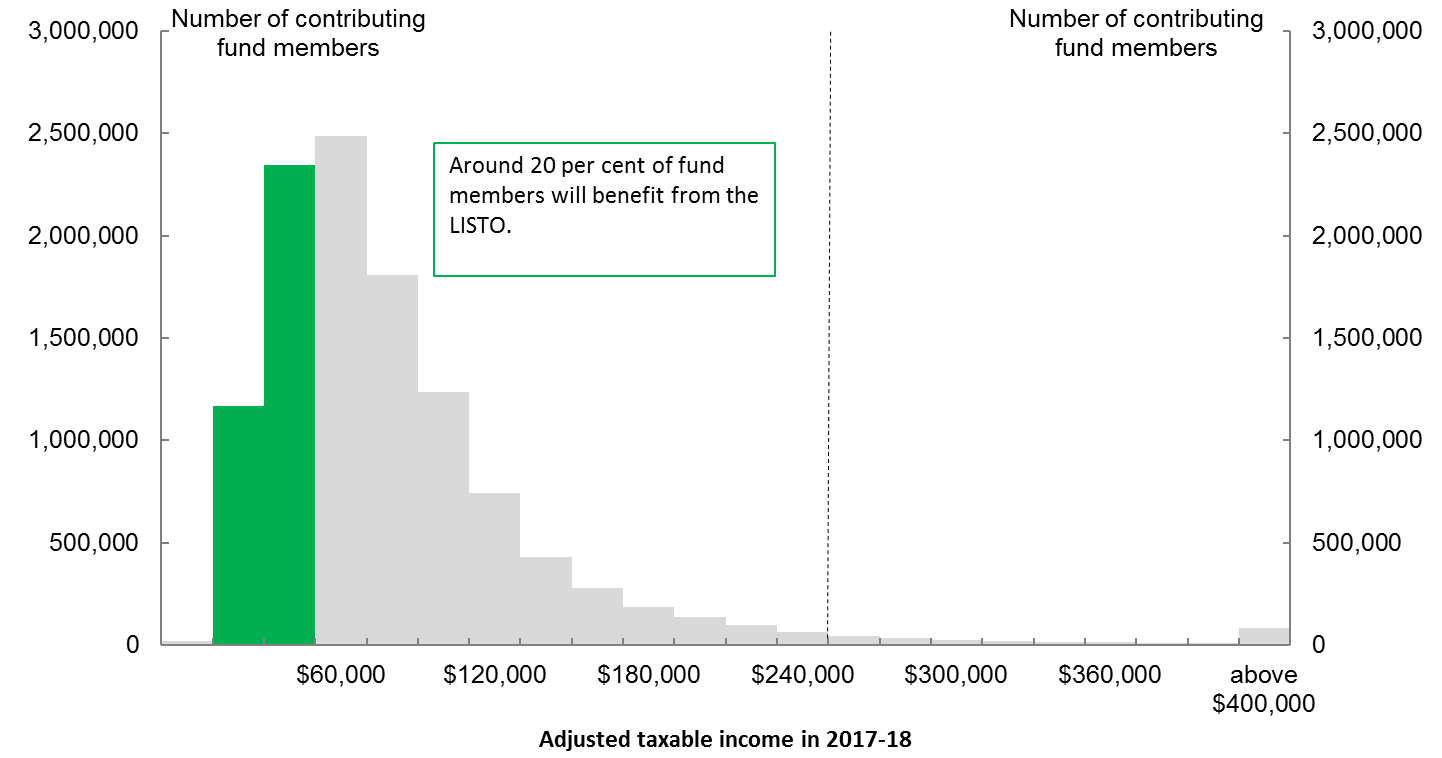 Number of contributing
fund members
Number of contributing
fund members
3,000,000
3,000,000
2,500,000
2,500,000
Around 20 per cent of fund
members will benefit from the
LISTO.
2,000,000
2,000,000
1,500,000
1,500,000
1,000,000
1,000,000
500,000
500,000
0
0
$60,000
$120,000
$180,000
$240,000
$300,000
$360,000
above
$400,000
Adjusted taxable income in 2017-18